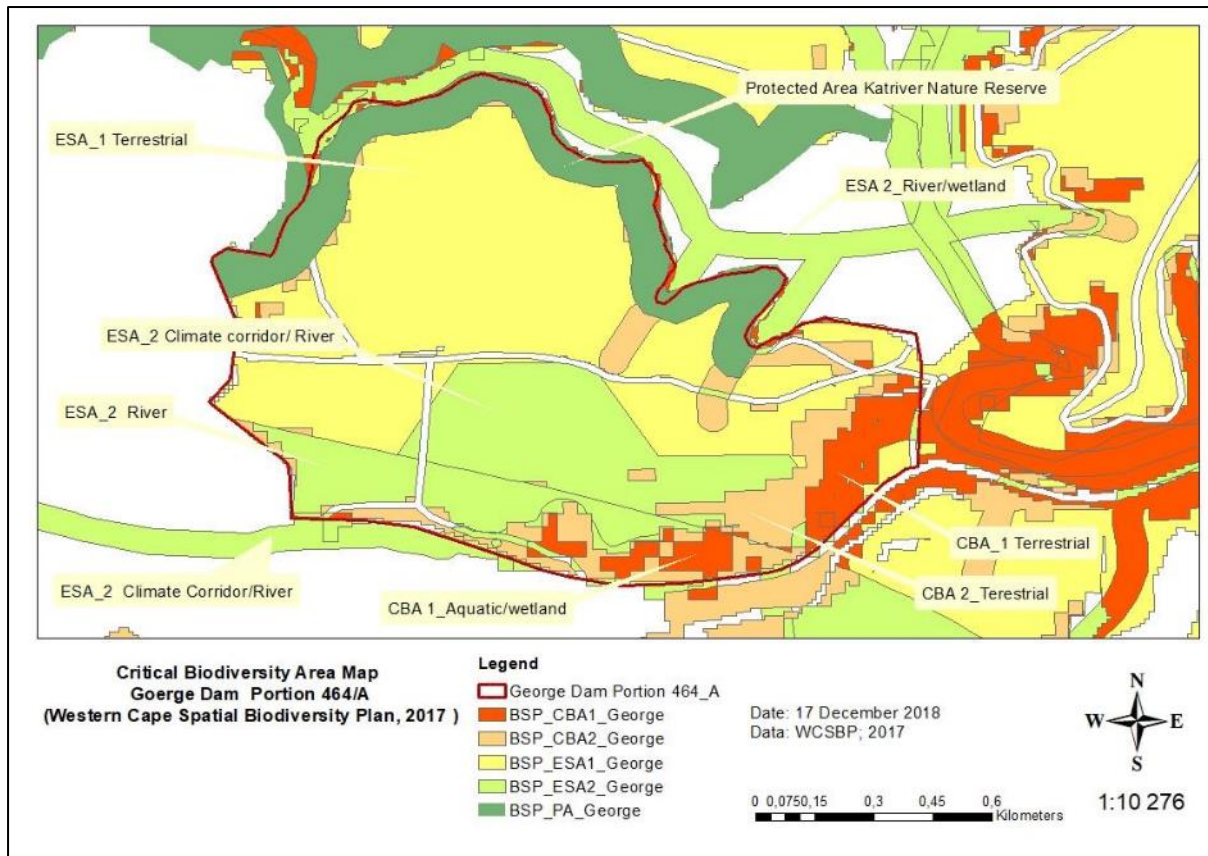 Protected Area Katriver Nature Reserve
ESA_1 Terrestrial
ESA 2_River/wetland
ESA_2 Climate corridor/ River
ESA_2  River
CBA_1 Terrestrial
ESA_2  Climate Corridor/River
CBA 1_Aquatic/wetland
CBA 2_Terestrial
Critical Biodiversity Area Map
Goerge Dam  Portion 464/A
(Western Cape Spatial Biodiversity Plan, 2017 )
Legend
George Dam Portion 464_A
BSP_CBA1_George
BSP_CBA2_George
BSP_ESA1_George
BSP_ESA2_George
BSP_PA_George
Date: 17 December 2018
Data: WCSBP; 2017
0 0,075 0,15 0,3 0,45 0,6
Kilometers
N
W E
S
1:10 276